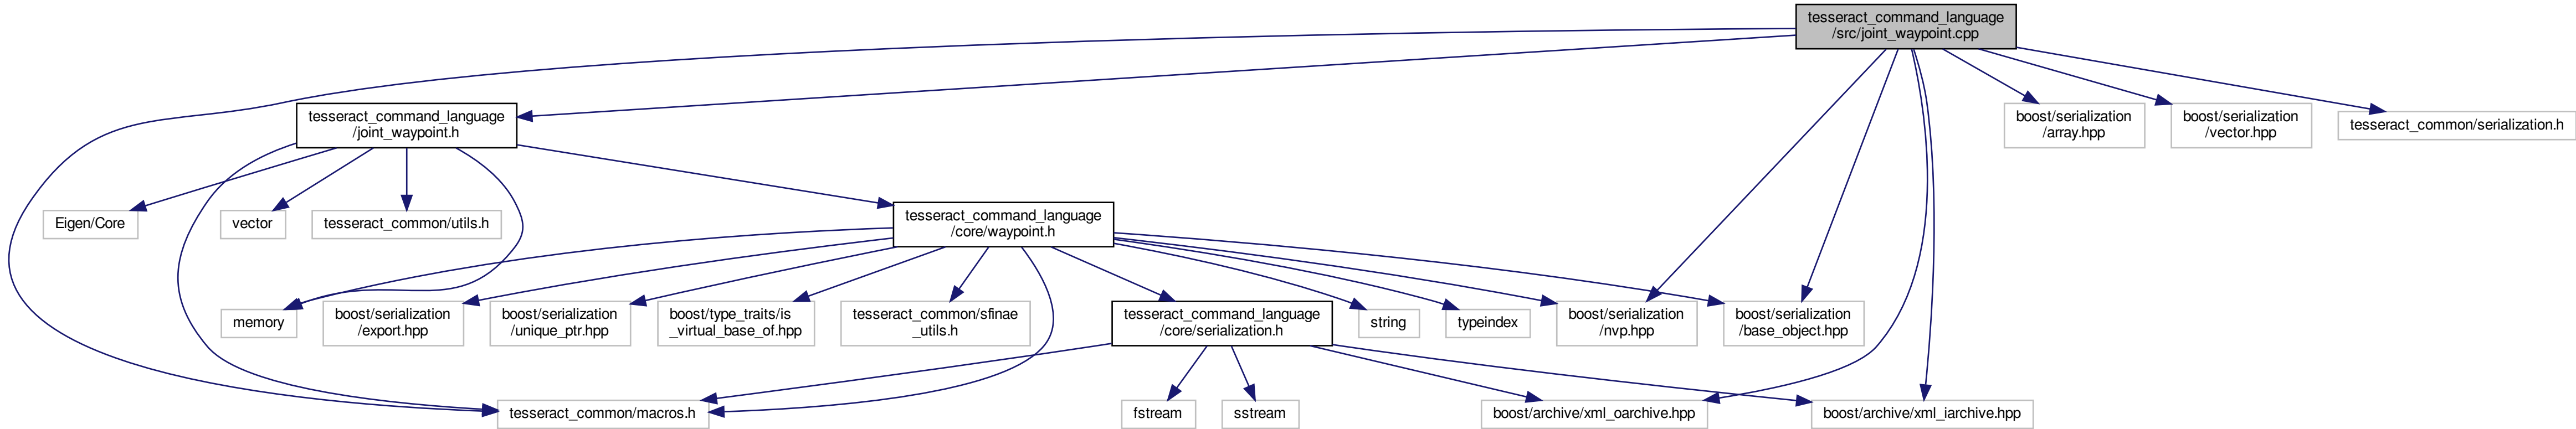 tesseract_command_language
/src/joint_waypoint.cpp
tesseract_command_language
/joint_waypoint.h
boost/serialization
/array.hpp
boost/serialization
/vector.hpp
tesseract_common/serialization.h
Eigen/Core
vector
tesseract_common/utils.h
tesseract_command_language
/core/waypoint.h
memory
boost/serialization
/export.hpp
boost/serialization
/unique_ptr.hpp
boost/type_traits/is
_virtual_base_of.hpp
tesseract_common/sfinae
_utils.h
tesseract_command_language
/core/serialization.h
string
typeindex
boost/serialization
/nvp.hpp
boost/serialization
/base_object.hpp
tesseract_common/macros.h
fstream
sstream
boost/archive/xml_oarchive.hpp
boost/archive/xml_iarchive.hpp